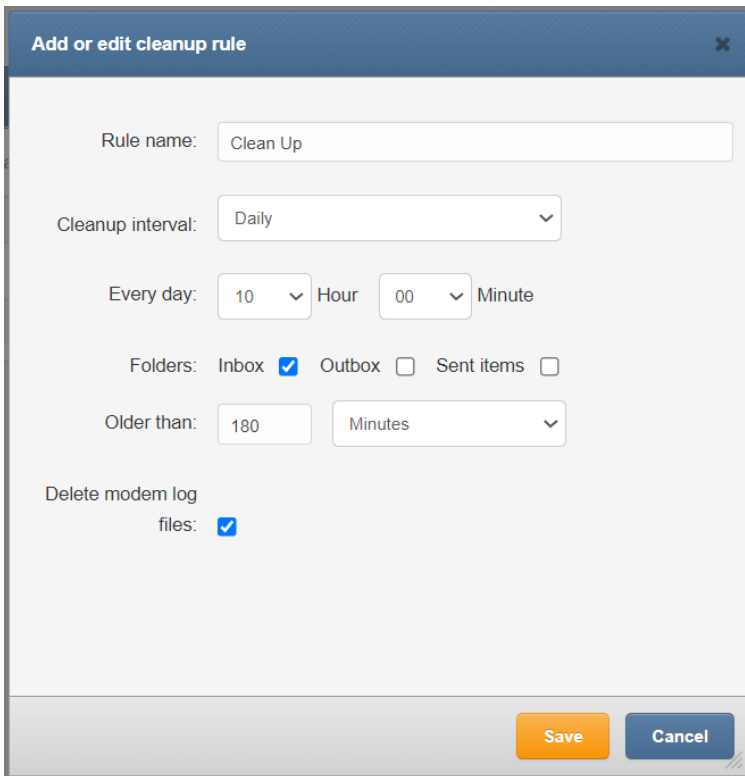 Add or edit cleanup rule
Rule name: Clean Up
Cleanup interval: Daily
Every day: 10 Hour 00 Minute
Folders: Inbox Outbox Sent items
Older than: 180 Minutes
Delete modem log
files:
Save Cancel